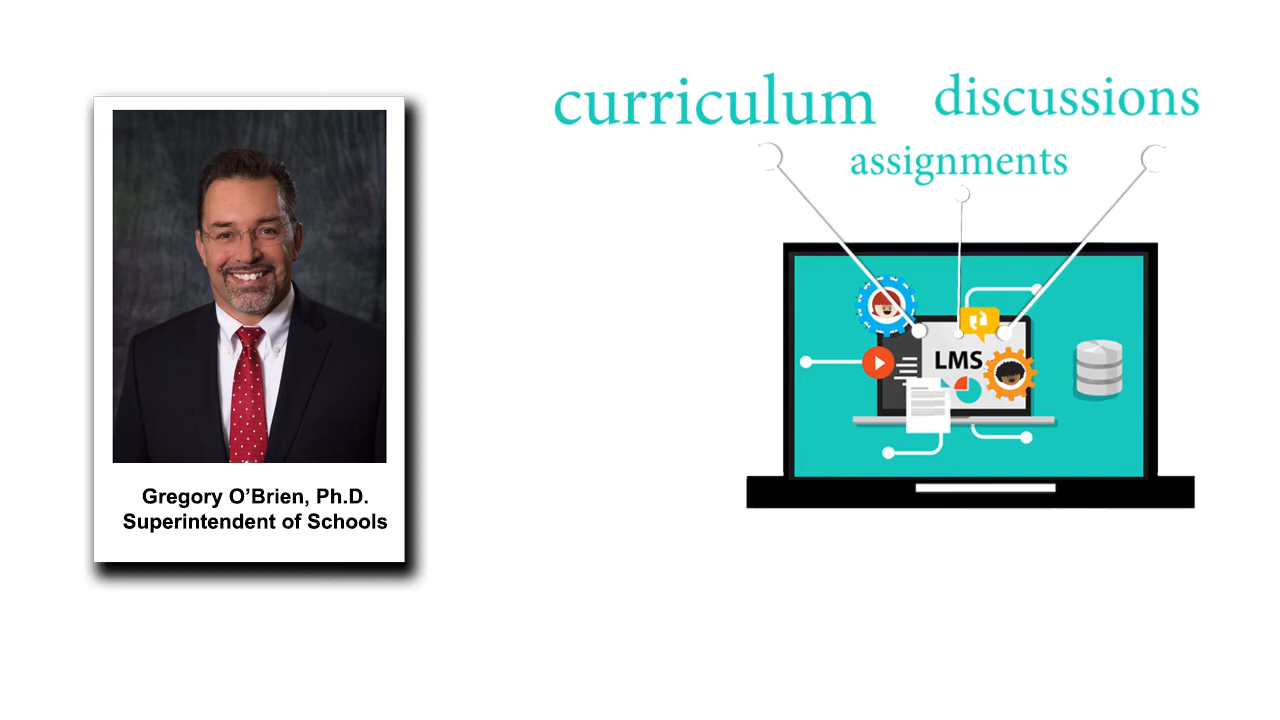 curriculum
discussions
assignments
LMS
Gregory O’Brien, Ph.D.
Superintendent of Schools